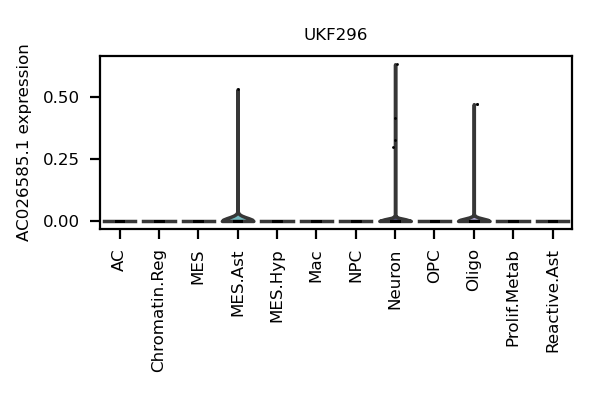 UKF296
AC026585.1 expression
0.50
0.25
0.00
AC
Chromatin.Reg
MES
MES.Ast
MES.Hyp
Mac
NPC
Neuron
OPC
Oligo
Prolif.Metab
Reactive.Ast